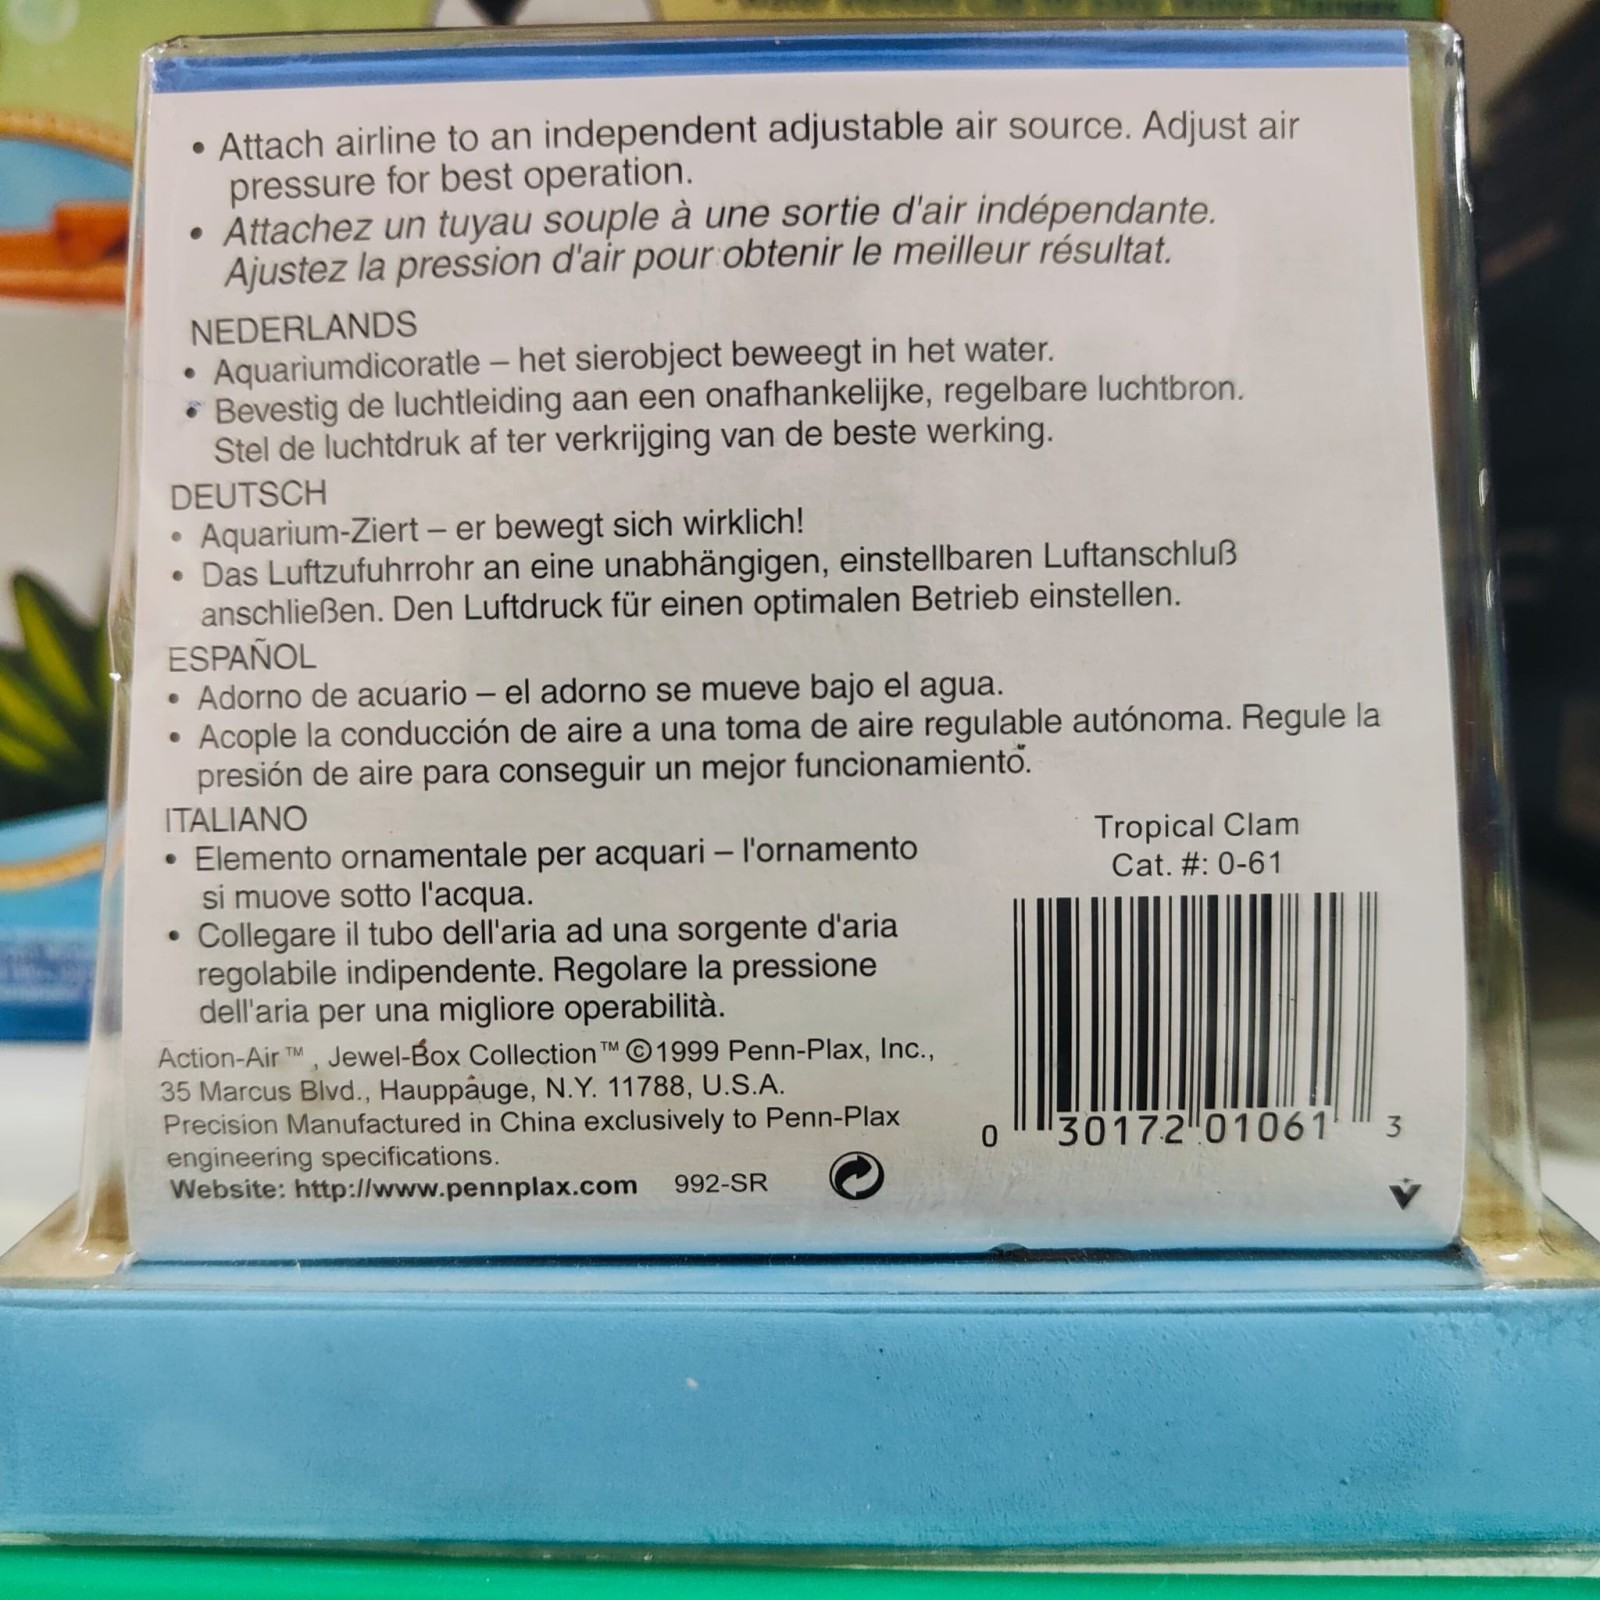 • Attach airline to an independent adjustable air source. Adjust air
pressure for best operation.
• Attachez un tuyau souple à une sortie d'air indépendante.
Ajustez la pression d'air pour obtenir le meilleur résultat.
NEDERLANDS
• Aquariumdicoratle – het sierobject beweegt in het water.
• Bevestig de luchtleiding aan een onafhankelijke, regelbare luchtbron.
Stel de luchtdruk af ter verkrijging van de beste werking.
DEUTSCH
• Aquarium-Ziert – er bewegt sich wirklich!
• Das Luftzufuhrrohr an eine unabhängigen, einstellbaren Luftanschluß
anschließen. Den Luftdruck für einen optimalen Betrieb einstellen.
ESPAÑOL
• Adorno de acuario – el adorno se mueve bajo el agua.
• Acople la conducción de aire a una toma de aire regulable autónoma. Regule la
presión de aire para conseguir un mejor funcionamiento.
ITALIANO
• Elemento ornamentale per acquari – l'ornamento
si muove sotto l'acqua.
• Collegare il tubo dell'aria ad una sorgente d'aria
regolabile indipendente. Regolare la pressione
dell'aria per una migliore operabilità.
Action-Air™, Jewel-Box Collection™ ©1999 Penn-Plax, Inc.,
35 Marcus Blvd., Hauppauge, N.Y. 11788, U.S.A.
Precision Manufactured in China exclusively to Penn-Plax
engineering specifications.
Website: http://www.pennplax.com 992-SR
Tropical Clam
Cat. #: 0-61
0 30172 01061 3